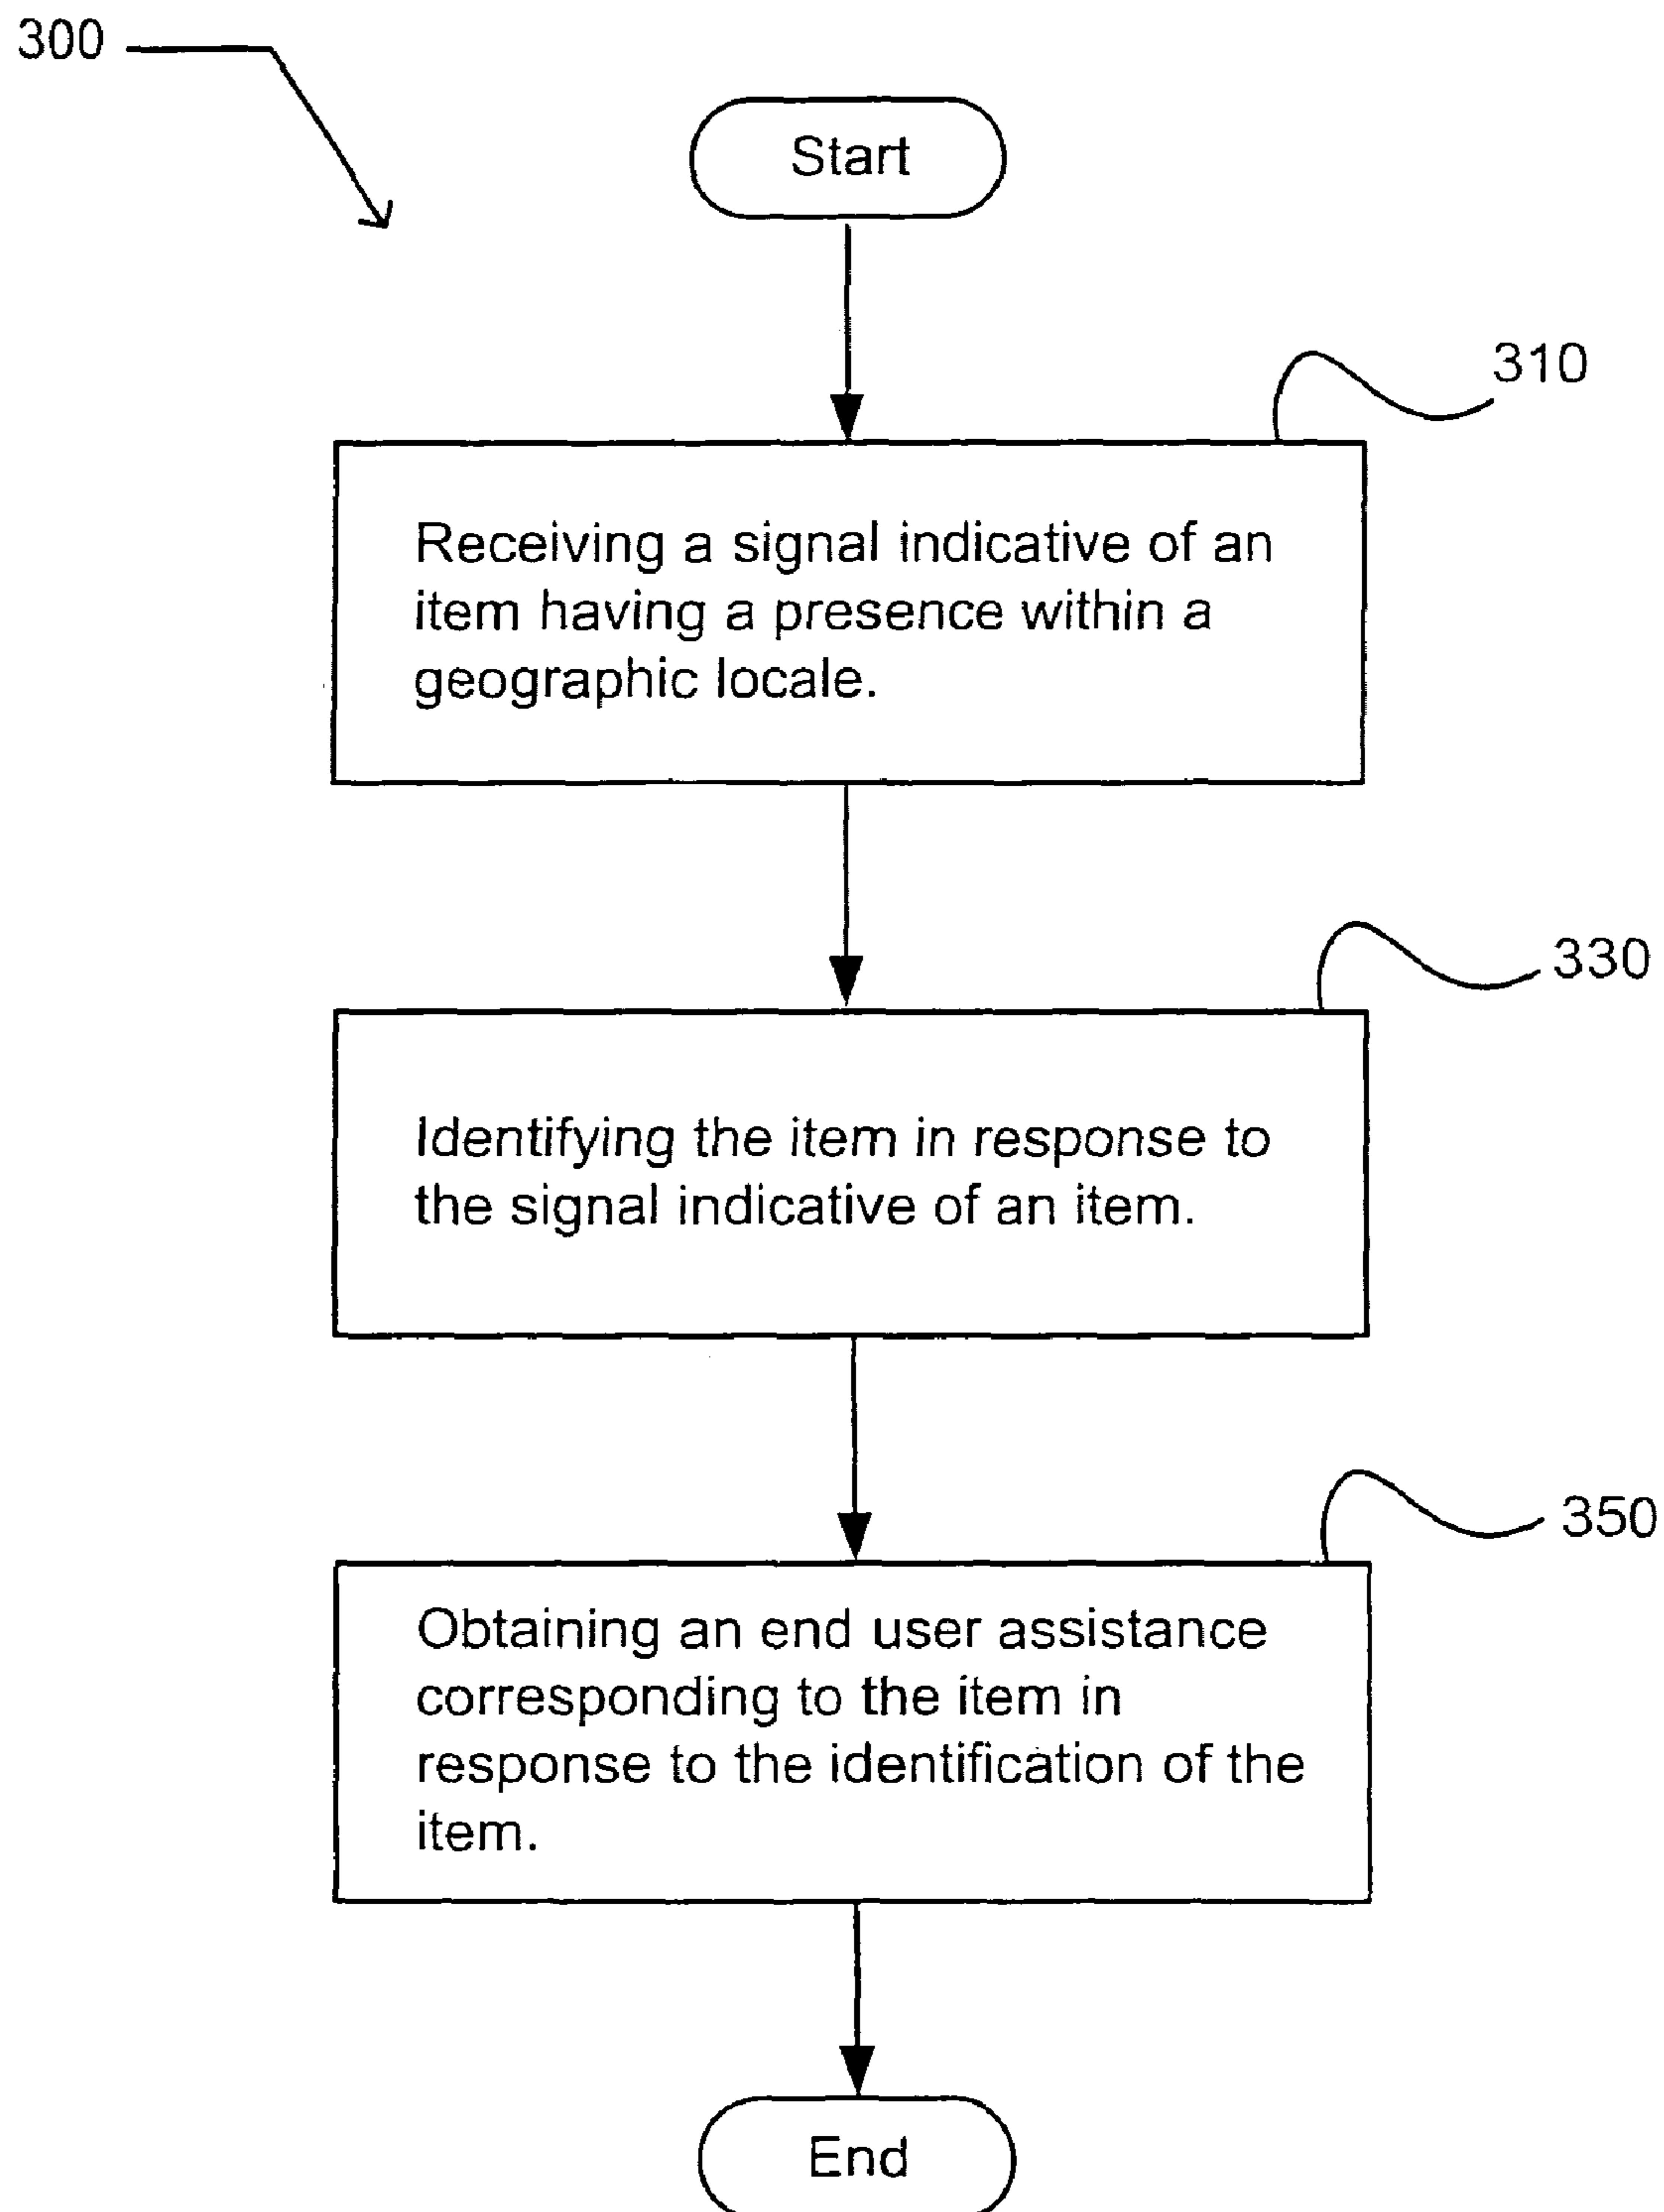 300
Start
310
Receiving a signal indicative of an
item having a presence within a
geographic locale.
330
Identifying the item in response to
the signal indicative of an item.
350
Obtaining an end user assistance
corresponding to the item in
response to the identification of the
item.
End